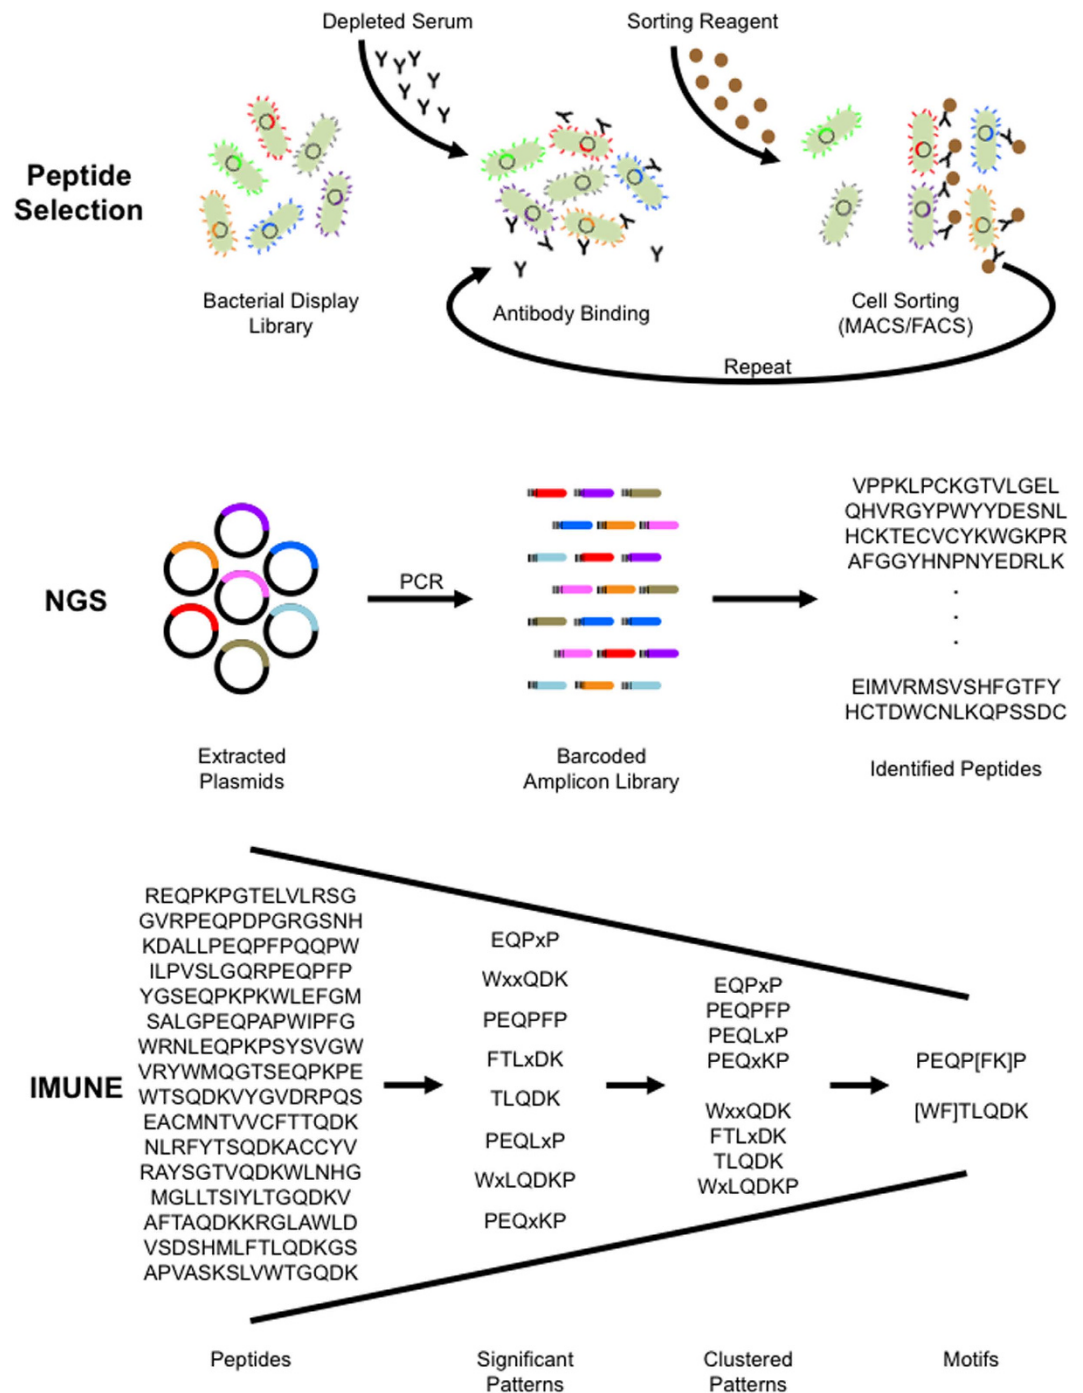 Depleted Serum
Sorting Reagent
Peptide
Selection
Bacterial Display
Library
Antibody Binding
Cell Sorting
(MACS/FACS)
Repeat
NGS
PCR
VPPKLPCKGTVLGEL
QHVRGYPWYYDESNL
HCKTECVCYKWGKPR
AFGGYHNPNYEDRLK
.
.
.
EIMVRMSVSHFGTFY
HCTDWCNLKQPSSDC
Extracted
Plasmids
Barcoded
Amplicon Library
Identified Peptides
IMUNE
REQPKPGTELVLRSG
GVRPEQPDPGRGSNH
KDALLPEQPFPQQPW
ILPVSLGQRPEQPFP
YGSEQPKPKWLEFGM
SALGPEQPAPWIPFG
WRNLEQPKPSYSVGW
VRYWMQGTSEQPKPE
WTSQDKVYGVDRPQS
EACMNTVVCFTTQDK
NLRFYTSQDKACCYV
RAYSGTVQDKWLNHG
MGLLTSIYLTGQDKV
AFTAQDKKRGLAWLD
VSDSHMLFTLQDKGS
APVASKSLVWTGQDK
EQPxP
WxxQDK
PEQPFP
FTLxDK
TLQDK
PEQLxP
WxLQDKP
PEQxKP
EQPxP
PEQPFP
PEQLxP
PEQxKP
WxxQDK
FTLxDK
TLQDK
WxLQDKP
PEQP[FK]P
[WF]TLQDK
Peptides
Significant
Patterns
Clustered
Patterns
Motifs